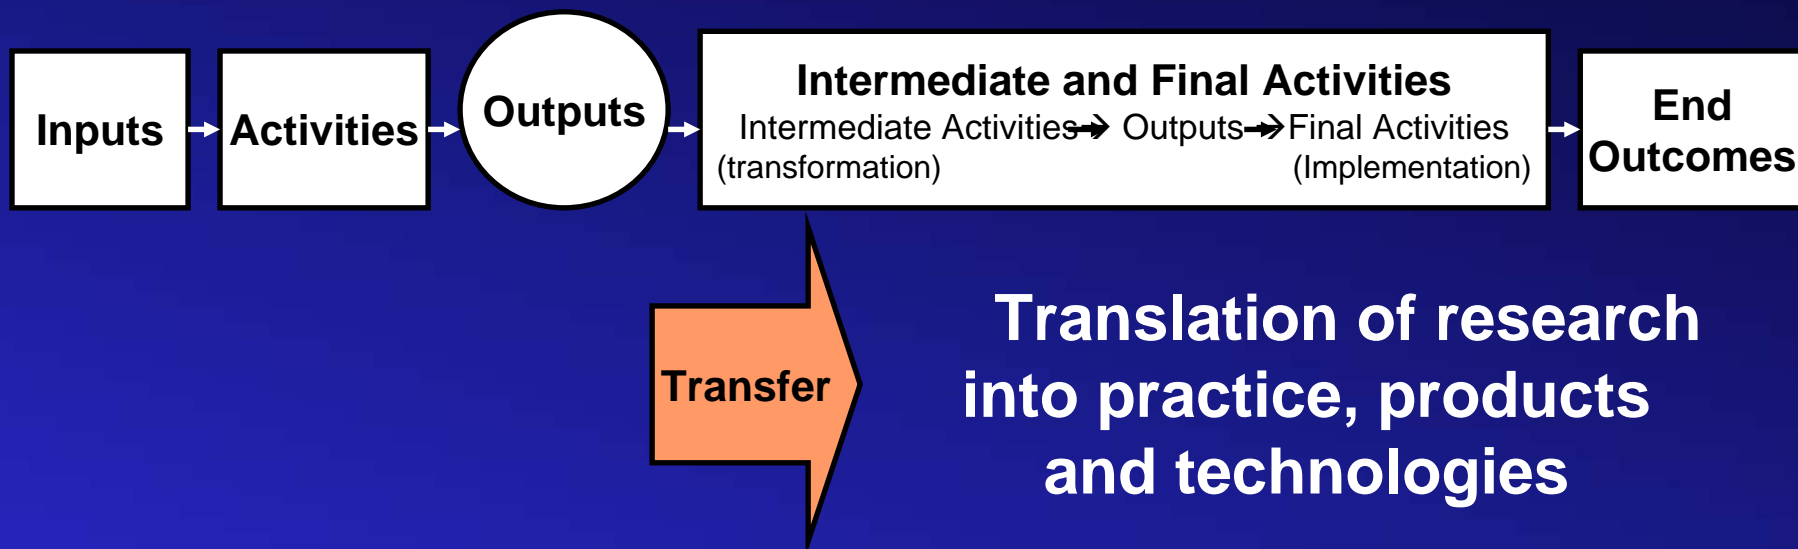 Inputs
Activities
Outputs
Intermediate and Final Activities
Intermediate Activities → Outputs → Final Activities
(transformation) (Implementation)
End
Outcomes
Transfer
Translation of research
into practice, products
and technologies